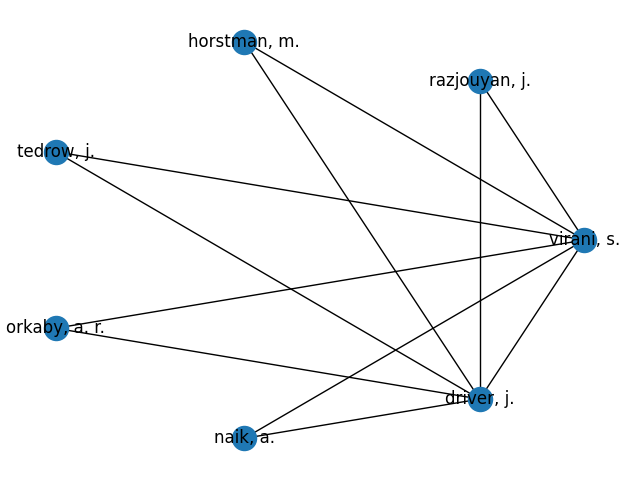 horstman, m.
razjouyan, j.
tedrow, j.
virani, s.
orkaby, a. r.
driver, j.
naik, a.